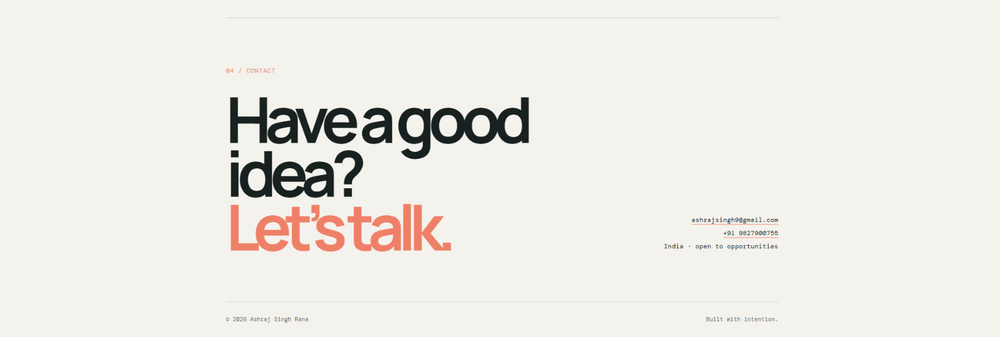 04 / CONTACT
Have a good
idea?
Let’s talk.
ashrajsingh9@gmail.com
+91 9827900755
India · open to opportunities
© 2026 Ashraj Singh Rana
Built with intention.